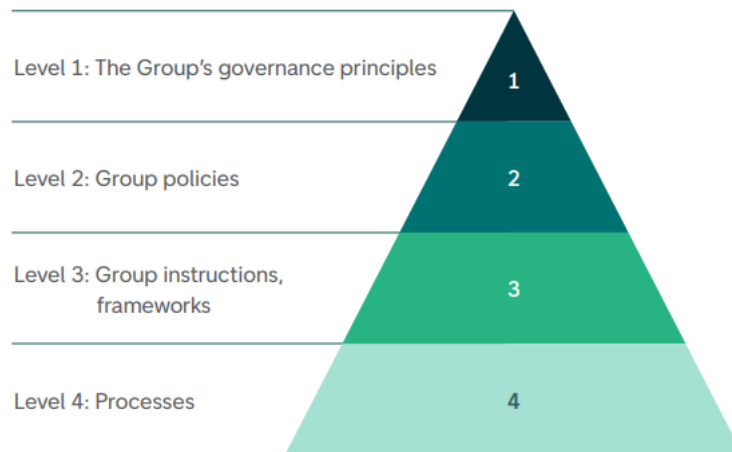 Level 1: The Group's governance principles
1
Level 2: Group policies
2
Level 3: Group instructions,
frameworks
3
Level 4: Processes
4